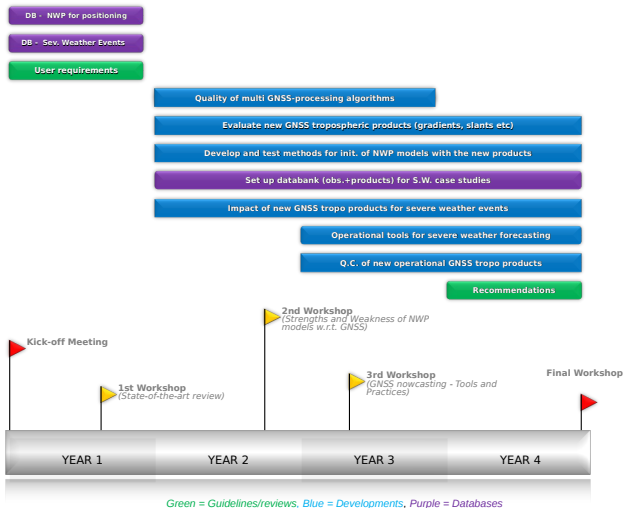 DB - NWP for positioning
DB - Sev. Weather Events
User requirements
Quality of multi GNSS-processing algorithms
Evaluate new GNSS tropospheric products (gradients, slants etc)
Develop and test methods for init. of NWP models with the new products
Set up databank (obs.+products) for S.W. case studies
Impact of new GNSS tropo products for severe weather events
Operational tools for severe weather forecasting
Q.C. of new operational GNSS tropo products
Recommendations
2nd Workshop
(Strengths and Weakness of NWP
models w.r.t. GNSS)
Kick-off Meeting
3rd Workshop
(GNSS nowcasting - Tools and
Practices)
Final Workshop
1st Workshop
(State-of-the-art review)
YEAR 1
YEAR 2
YEAR 3
YEAR 4
Green = Guidelines/reviews, Blue = Developments, Purple = Databases